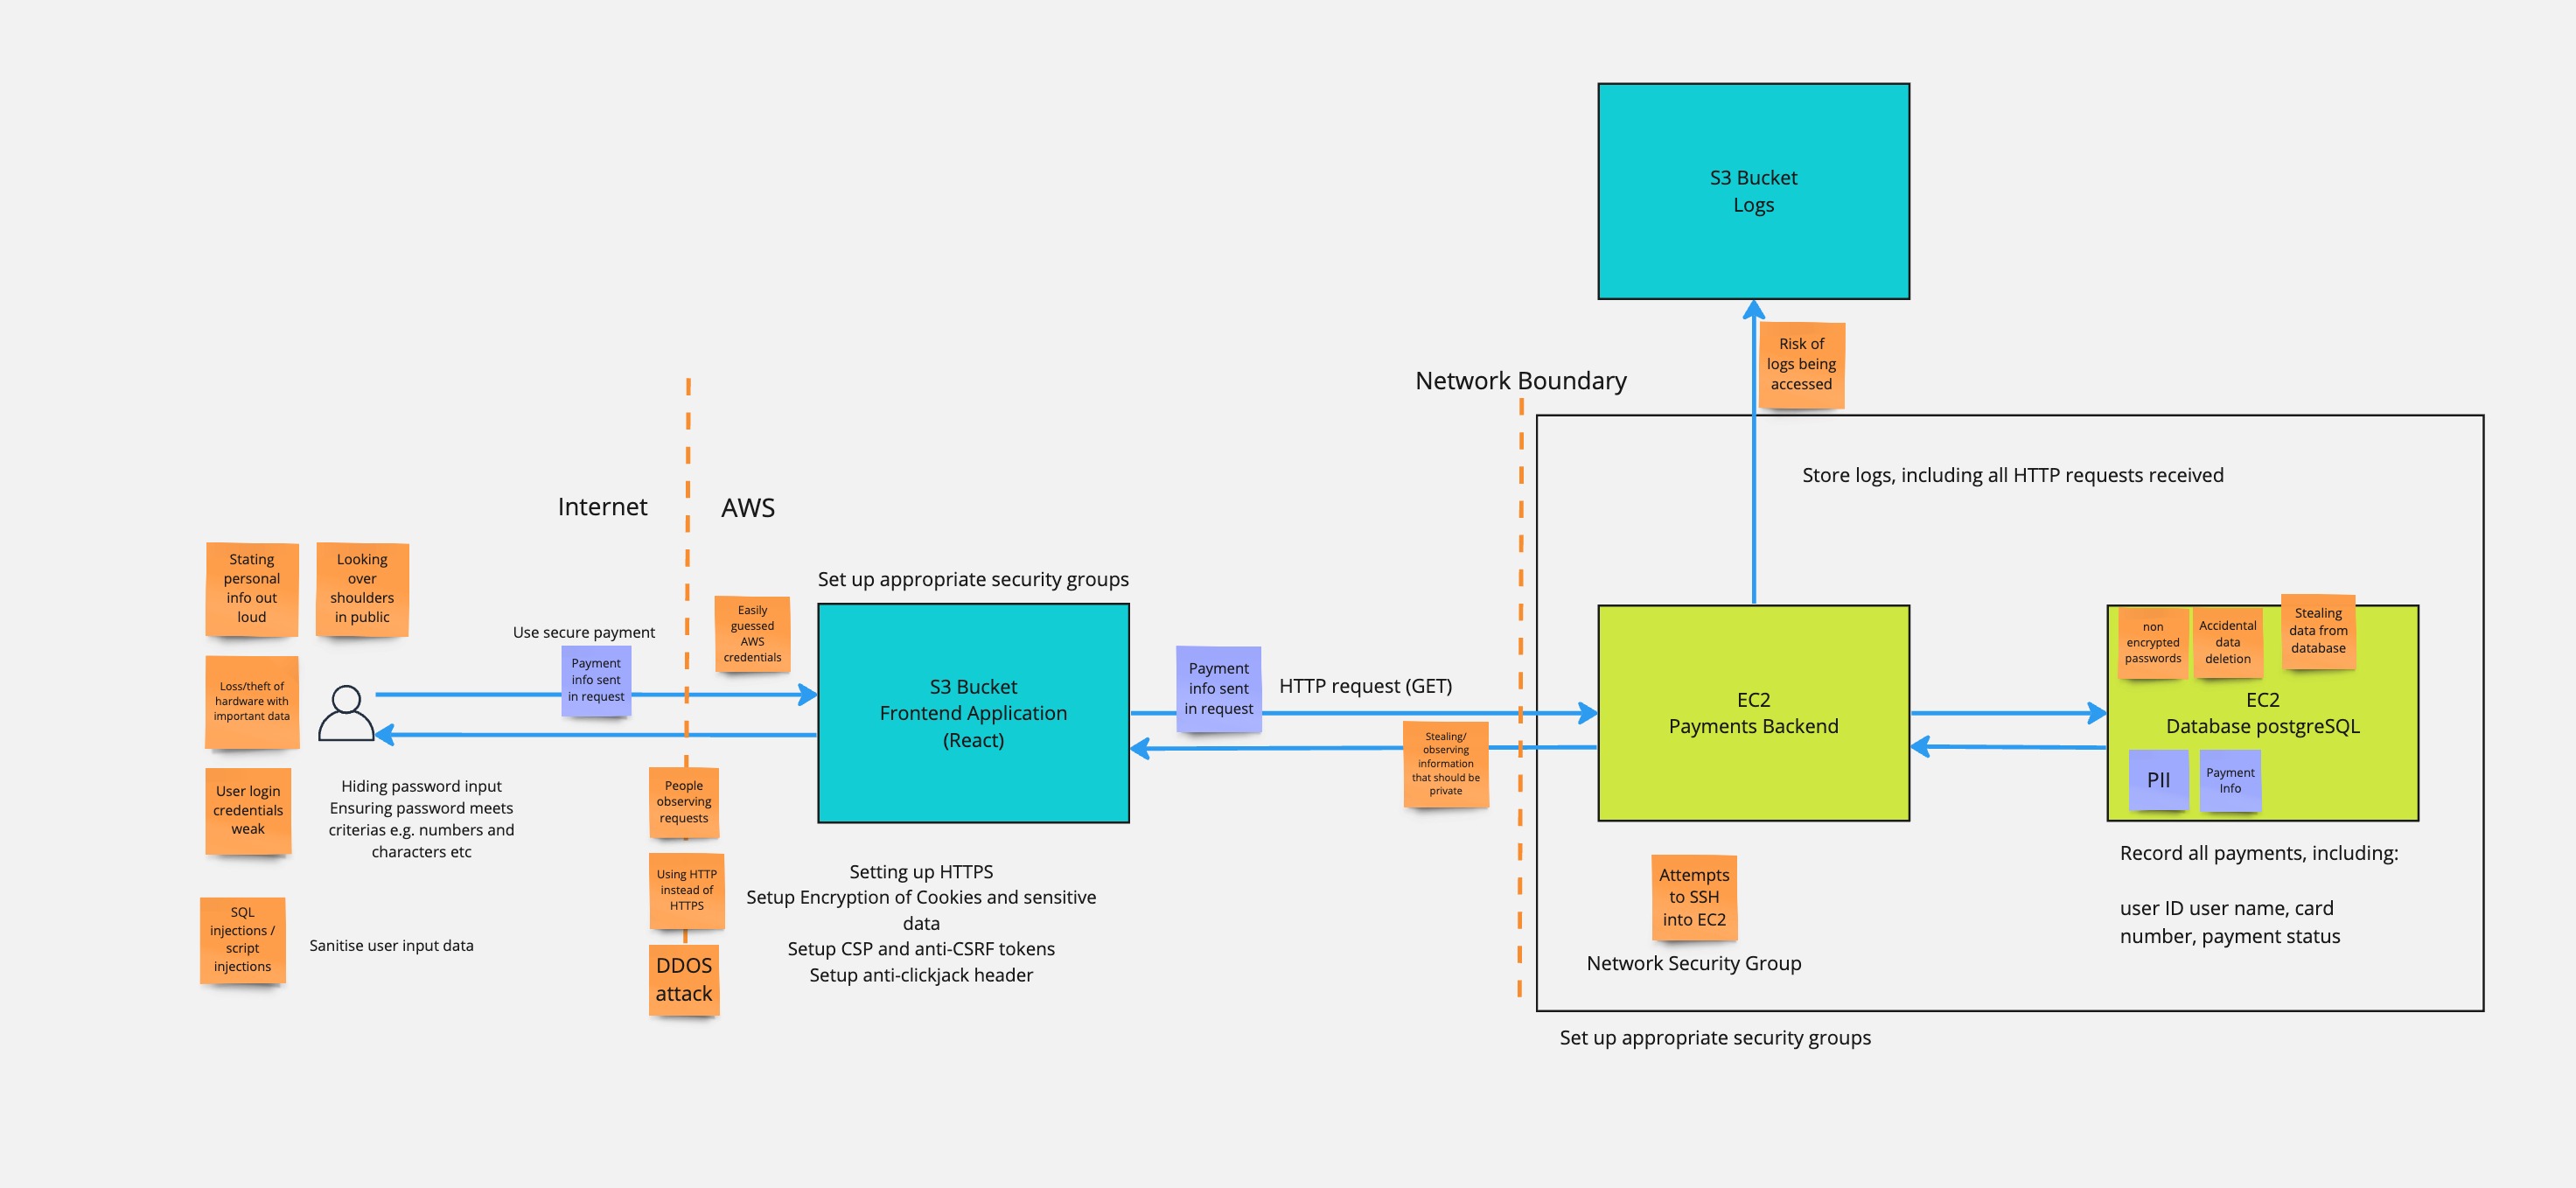 S3 Bucket
Logs
Risk of
logs being
accessed
Network Boundary
Store logs, including all HTTP requests received
Internet
AWS
Stating
personal
info out
loud
Looking
over
shoulders
in public
Set up appropriate security groups
Easily
guessed
AWS
credentials
Use secure payment
Payment
info sent
in request
Loss/theft of
hardware with
important data
S3 Bucket
Frontend Application
(React)
Payment
info sent
in request
HTTP request (GET)
Stealing/
observing
information
that should be
private
EC2
Payments Backend
non
encrypted
passwords
Accidental
data
deletion
Stealing
data from
database
EC2
Database postgreSQL
PII
Payment
Info
User login
credentials
weak
Hiding password input
Ensuring password meets
criterias e.g. numbers and
characters etc
People
observing
requests
Using HTTP
instead of
HTTPS
DDOS
attack
Setting up HTTPS
Setup Encryption of Cookies and sensitive
data
Setup CSP and anti-CSRF tokens
Setup anti-clickjack header
SQL
injections /
script
injections
Sanitise user input data
Attempts
to SSH
into EC2
Network Security Group
Record all payments, including:
user ID user name, card
number, payment status
Set up appropriate security groups